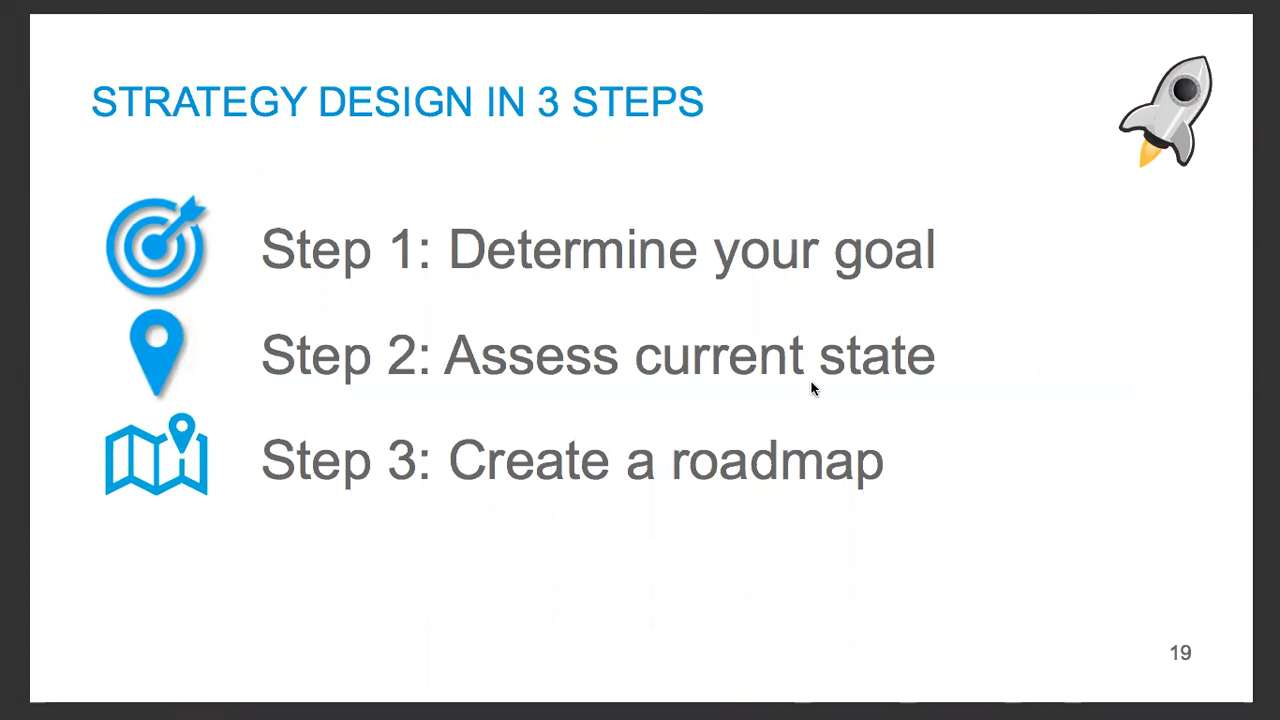 STRATEGY DESIGN IN 3 STEPS
Step 1: Determine your goal
Step 2: Assess current state
Step 3: Create a roadmap
19